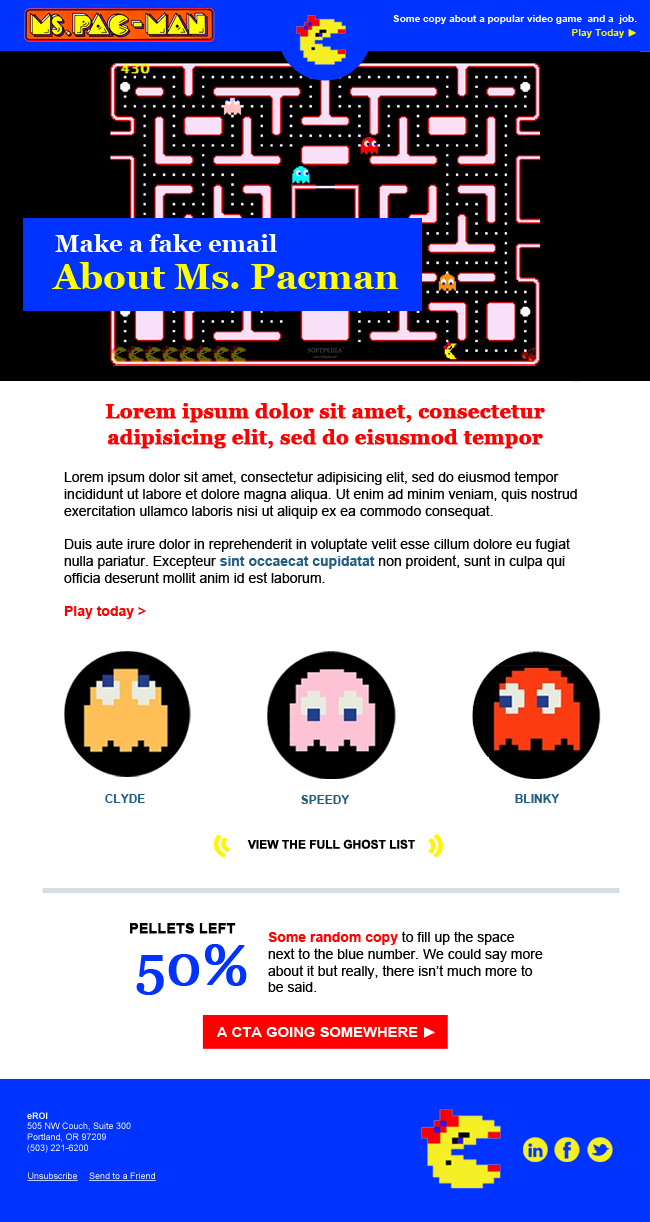 MS. PAC-MAN
Some copy about a popular video game and a job.
Play Today ►
430
Make a fake email
About Ms. Pacman
SOFTPEDIA
Lorem ipsum dolor sit amet, consectetur
adipisicing elit, sed do eisusmod tempor
Lorem ipsum dolor sit amet, consectetur adipisicing elit, sed do eiusmod tempor
incididunt ut labore et dolore magna aliqua. Ut enim ad minim veniam, quis nostrud
exercitation ullamco laboris nisi ut aliquip ex ea commodo consequat.
Duis aute irure dolor in reprehenderit in voluptate velit esse cillum dolore eu fugiat
nulla pariatur. Excepteur sint occaecat cupidatat non proident, sunt in culpa qui
officia deserunt mollit anim id est laborum.
Play today >
CLYDE
SPEEDY
BLINKY
VIEW THE FULL GHOST LIST
PELLETS LEFT
50%
Some random copy to fill up the space
next to the blue number. We could say more
about it but really, there isn’t much more to
be said.
A CTA GOING SOMEWHERE ►
eROI
505 NW Couch, Suite 300
Portland, OR 97209
(503) 221-6200
Unsubscribe Send to a Friend
in f